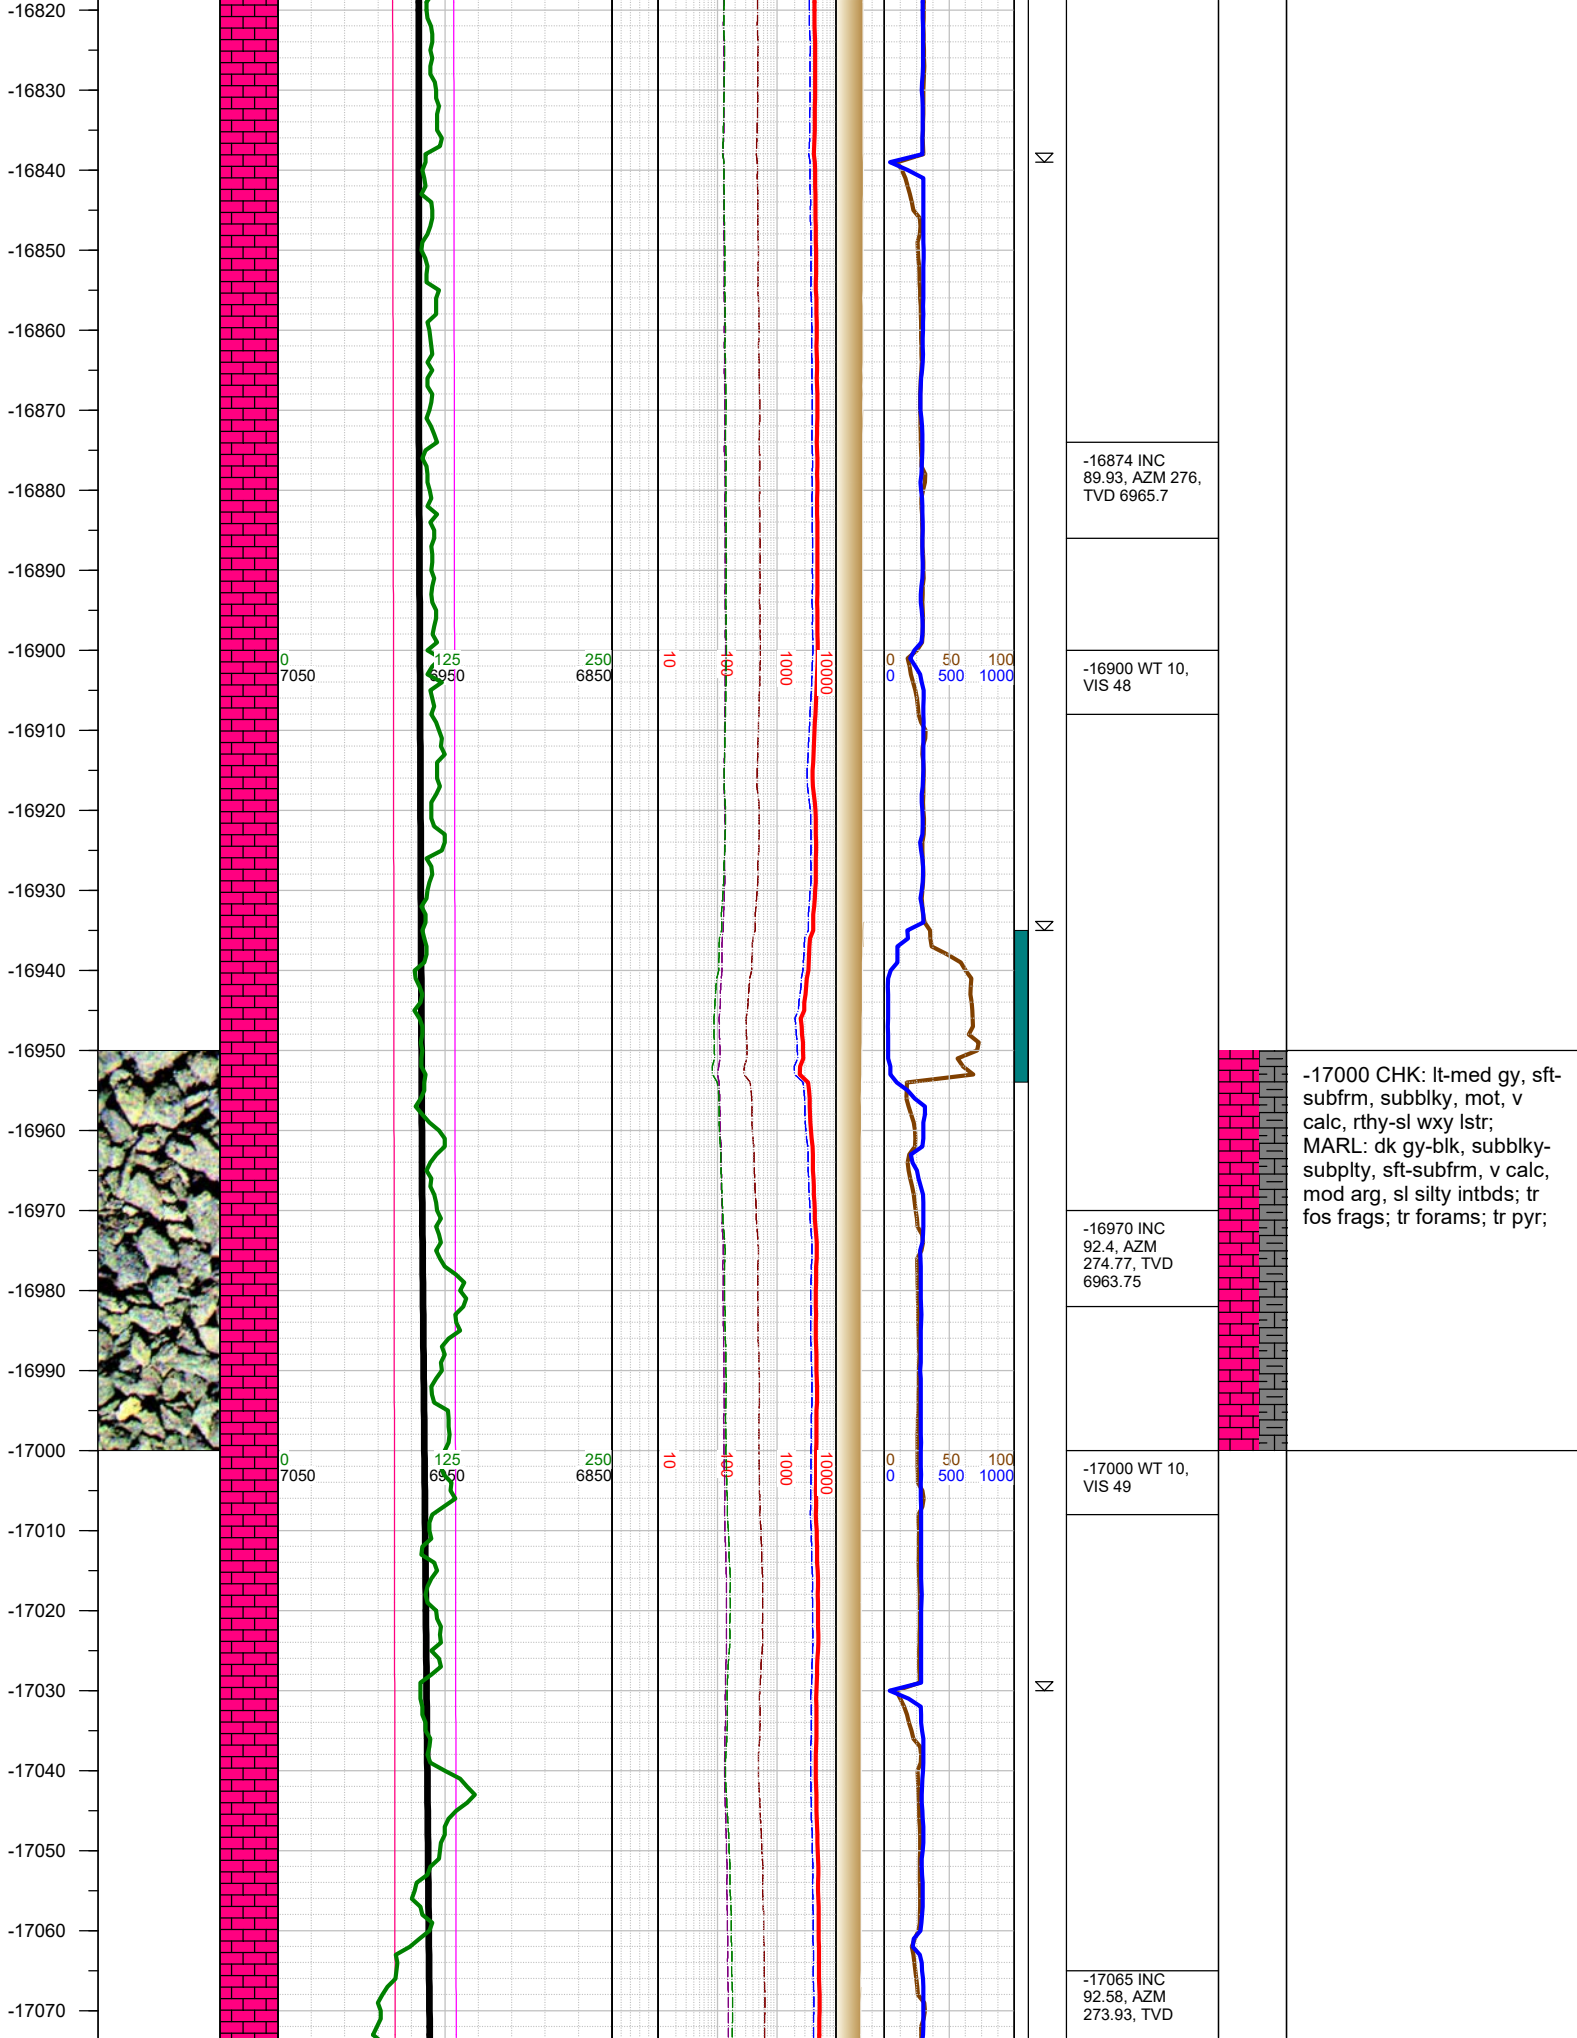 -16820
-16830
-16840
-16850
-16860
-16870
-16874 INC
89.93, AZM 276,
TVD 6965.7
-16880
-16890
-16900
0 125 250
7050 6950 6850
10 100 1000 10000
0 50 100
0 500 1000
-16900 WT 10,
VIS 48
-16910
-16920
-16930
-16940
-16950
-17000 CHK: lt-med gy, sft-
subfrm, subblky, mot, v
calc, rthy-sl wxy lstr;
MARL: dk gy-blk, subblky-
subplty, sft-subfrm, v calc,
mod arg, sl silty intbds; tr
fos frags; tr forams; tr pyr;
-16960
-16970
-16970 INC
92.4, AZM
274.77, TVD
6963.75
-16980
-16990
-17000
0 125 250
7050 6950 6850
10 100 1000 10000
0 50 100
0 500 1000
-17000 WT 10,
VIS 49
-17010
-17020
-17030
-17040
-17050
-17060
-17065 INC
92.58, AZM
273.93, TVD
-17070